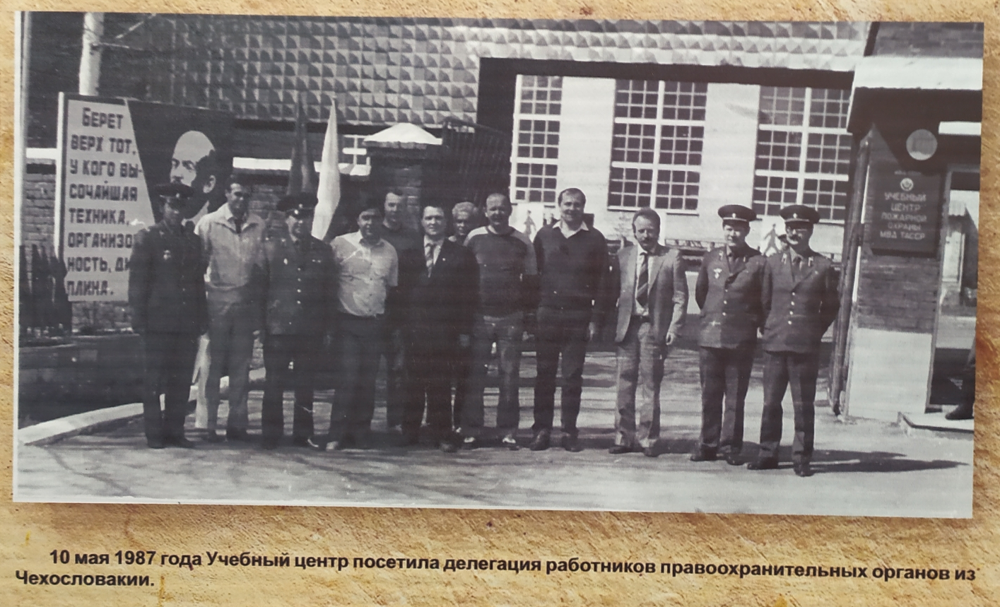 БЕРЕТ
ВЕРХ ТОТ,
У КОГО ВЫ-
СОЧАЙШАЯ
ТЕХНИКА,
ОРГАНИЗО
НОСТЬ, ДИ
ПЛИНА.
УЧЕБНЫЙ
ЦЕНТР
ПОЖАРНОЙ
ОХРАНЫ
МВД ТАССР
10 мая 1987 года Учебный центр посетила делегация работников правоохранительных органов из
Чехословакии.